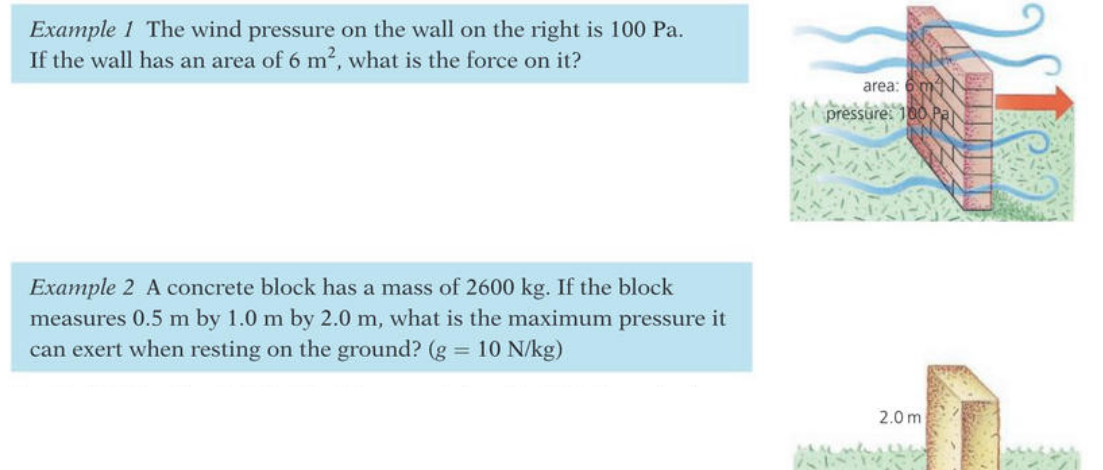 Example 1 The wind pressure on the wall on the right is 100 Pa.
If the wall has an area of 6 m², what is the force on it?
area: 6 m²
pressure: 100 Pa
Example 2 A concrete block has a mass of 2600 kg. If the block
measures 0.5 m by 1.0 m by 2.0 m, what is the maximum pressure it
can exert when resting on the ground? (g = 10 N/kg)
2.0 m